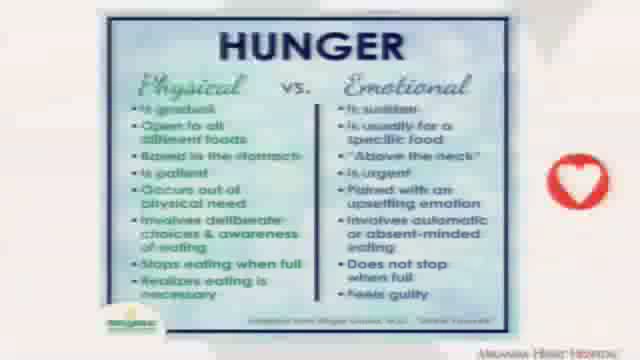 HUNGER
Physical vs. Emotional
• Is gradual
• Open to all
different foods
• Based in the stomach
• Is patient
• Occurs out of
physical need
• Involves deliberate
choices & awareness
of eating
• Stops eating when full
• Realizes eating is
necessary
• Is sudden
• Is usually for a
specific food
• "Above the neck"
• Is urgent
• Paired with an
upsetting emotion
• Involves automatic
or absent-minded
eating
• Does not stop
when full
• Feels guilty
ARKANSAS HEART HOSPITAL